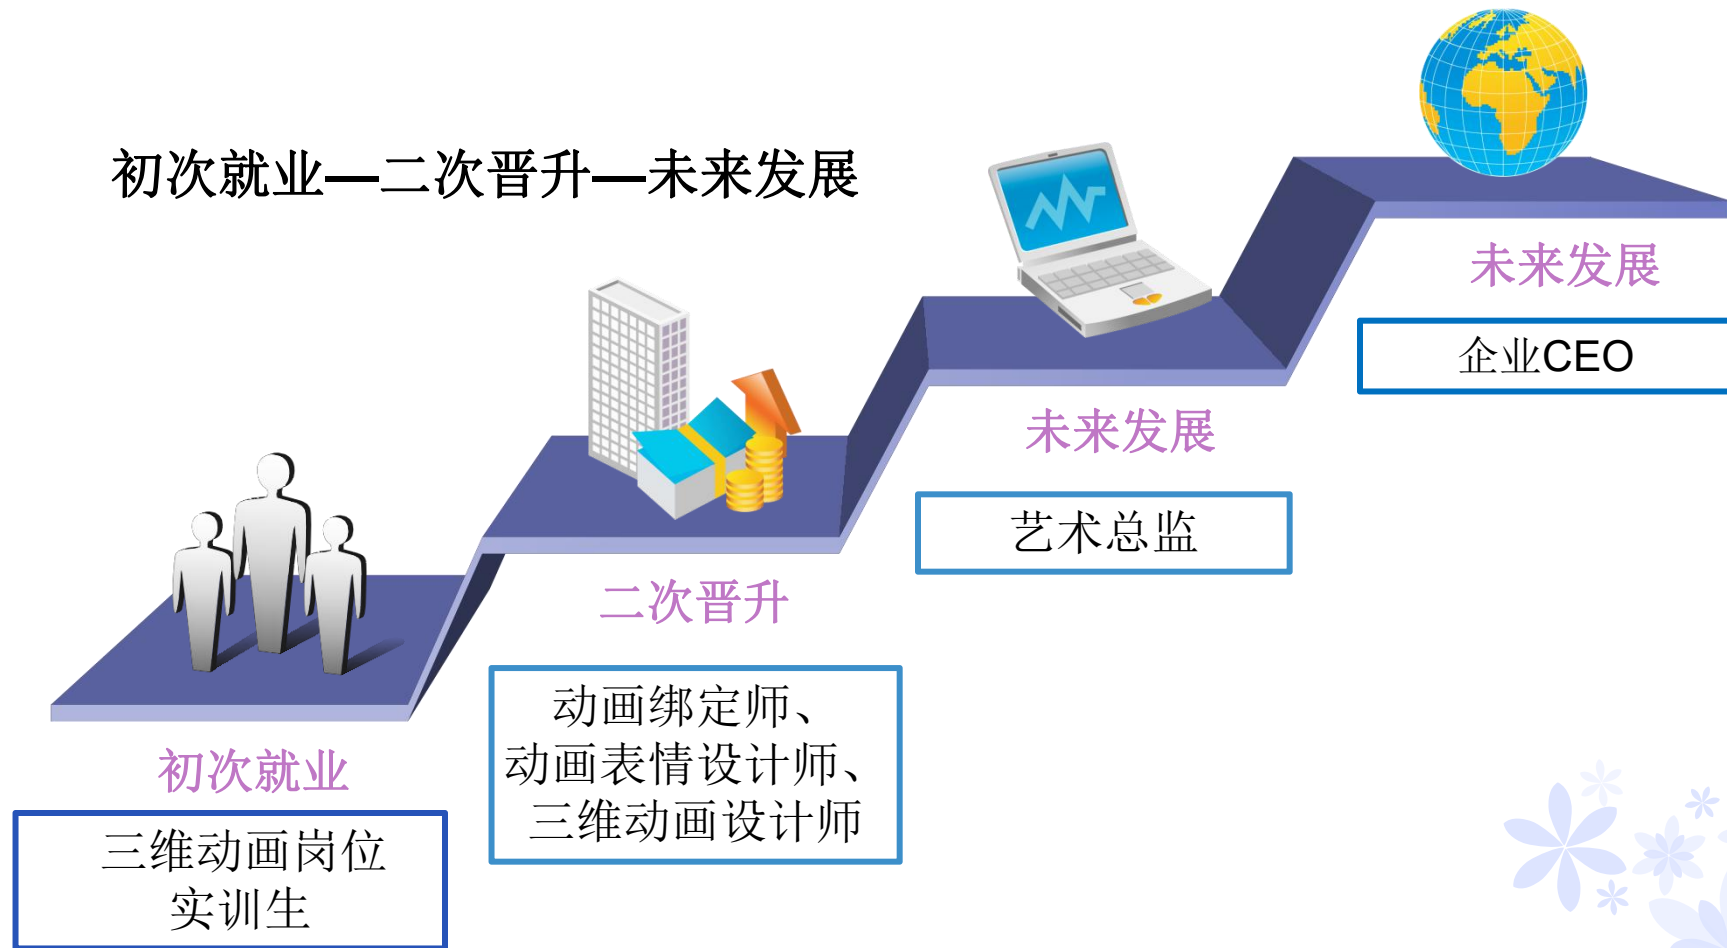 初次就业—二次晋升—未来发展
未来发展
企业CEO
未来发展
艺术总监
二次晋升
动画绑定师、
动画表情设计师、
三维动画设计师
初次就业
三维动画岗位
实训生